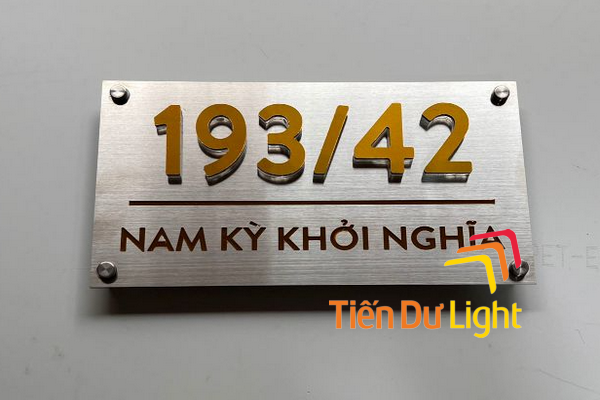 193/42
NAM KỲ KHỞI NGHĨA
Tiến Dư Light